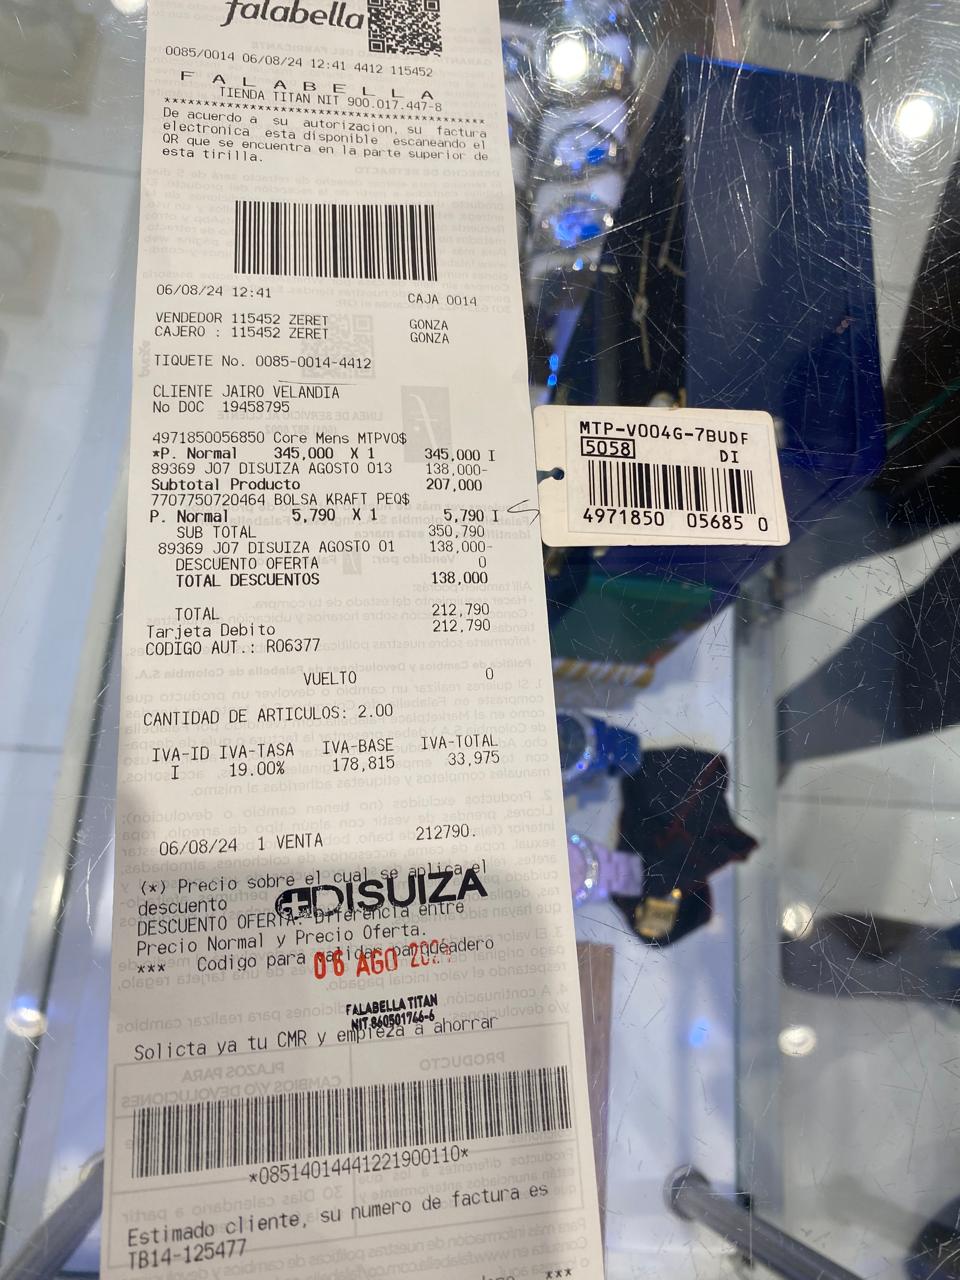 falabella
0085/0014 06/08/24 12:41 4412 115452
F A L A B E L L A
TIENDA TITAN NIT 900.017.447-8
******************************************
De acuerdo a su autorizacion, su factura
electronica esta disponible escaneando el
QR que se encuentra en la parte superior de
esta tirilla.
06/08/24 12:41 CAJA 0014
VENDEDOR 115452 ZERET GONZA
CAJERO : 115452 ZERET GONZA
TIQUETE No. 0085-0014-4412
CLIENTE JAIRO VELANDIA
No DOC 19458795
4971850056850 Core Mens MTPV0$
*P. Normal 345,000 X 1 345,000 I
89369 J07 DISUIZA AGOSTO 013 138,000-
Subtotal Producto 207,000
7707750720464 BOLSA KRAFT PEQ$
P. Normal 5,790 X 1 5,790 I
SUB TOTAL 350,790
89369 J07 DISUIZA AGOSTO 01 138,000-
DESCUENTO OFERTA 0
TOTAL DESCUENTOS 138,000
TOTAL 212,790
Tarjeta Debito 212,790
CODIGO AUT.: R06377
VUELTO 0
CANTIDAD DE ARTICULOS: 2.00
IVA-ID IVA-TASA IVA-BASE IVA-TOTAL
I 19.00% 178,815 33,975
06/08/24 1 VENTA 212790.
(*) Precio sobre el cual se aplica el
descuento
DISUIZA
DESCUENTO OFERTA: Diferencia entre
Precio Normal y Precio Oferta.
*** Codigo para parqueadero
06 AGO
FALABELLA TITAN
NIT.860501766-6
Solicta ya tu CMR y empieza a ahorrar
*08514014441221900110*
Estimado cliente, su numero de factura es
TB14-125477
***
MTP-V004G-7BUDF
5058 DI
4971850 05685 0